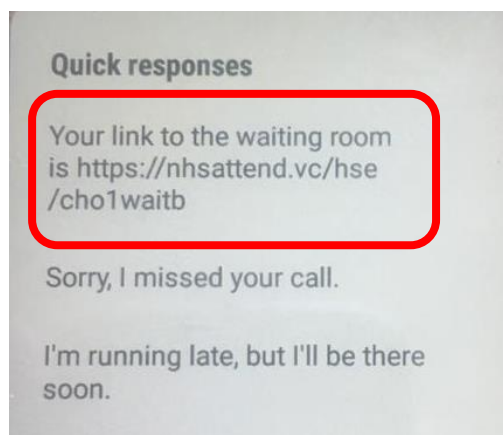 Quick responses
Your link to the waiting room
is https://nhsattend.vc/hse
/cho1waitb
Sorry, I missed your call.
I'm running late, but I'll be there
soon.